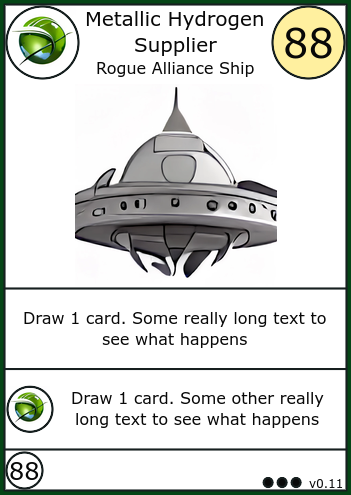 Metallic Hydrogen
Supplier
88
Rogue Alliance Ship
Draw 1 card. Some really long text to
see what happens
Draw 1 card. Some other really
long text to see what happens
88
v0.11